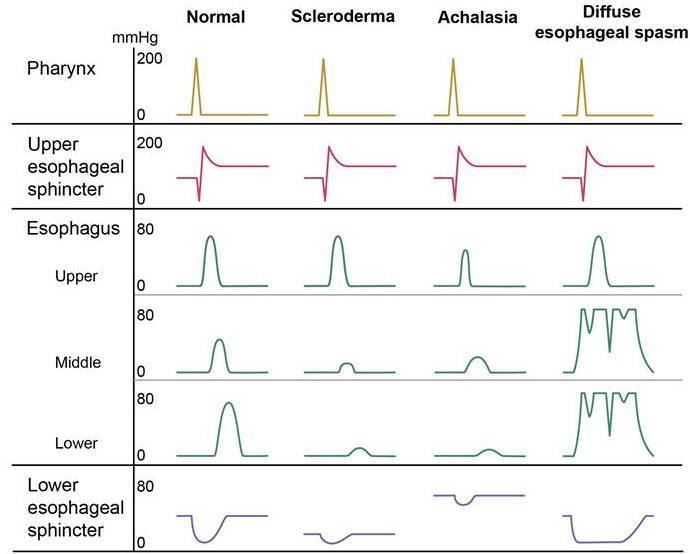 Normal
Scleroderma
Achalasia
Diffuse
esophageal spasm
mmHg
Pharynx
200
0
Upper
esophageal
sphincter
200
0
Esophagus
80
Upper
0
80
Middle
0
80
Lower
0
Lower
esophageal
sphincter
80
0